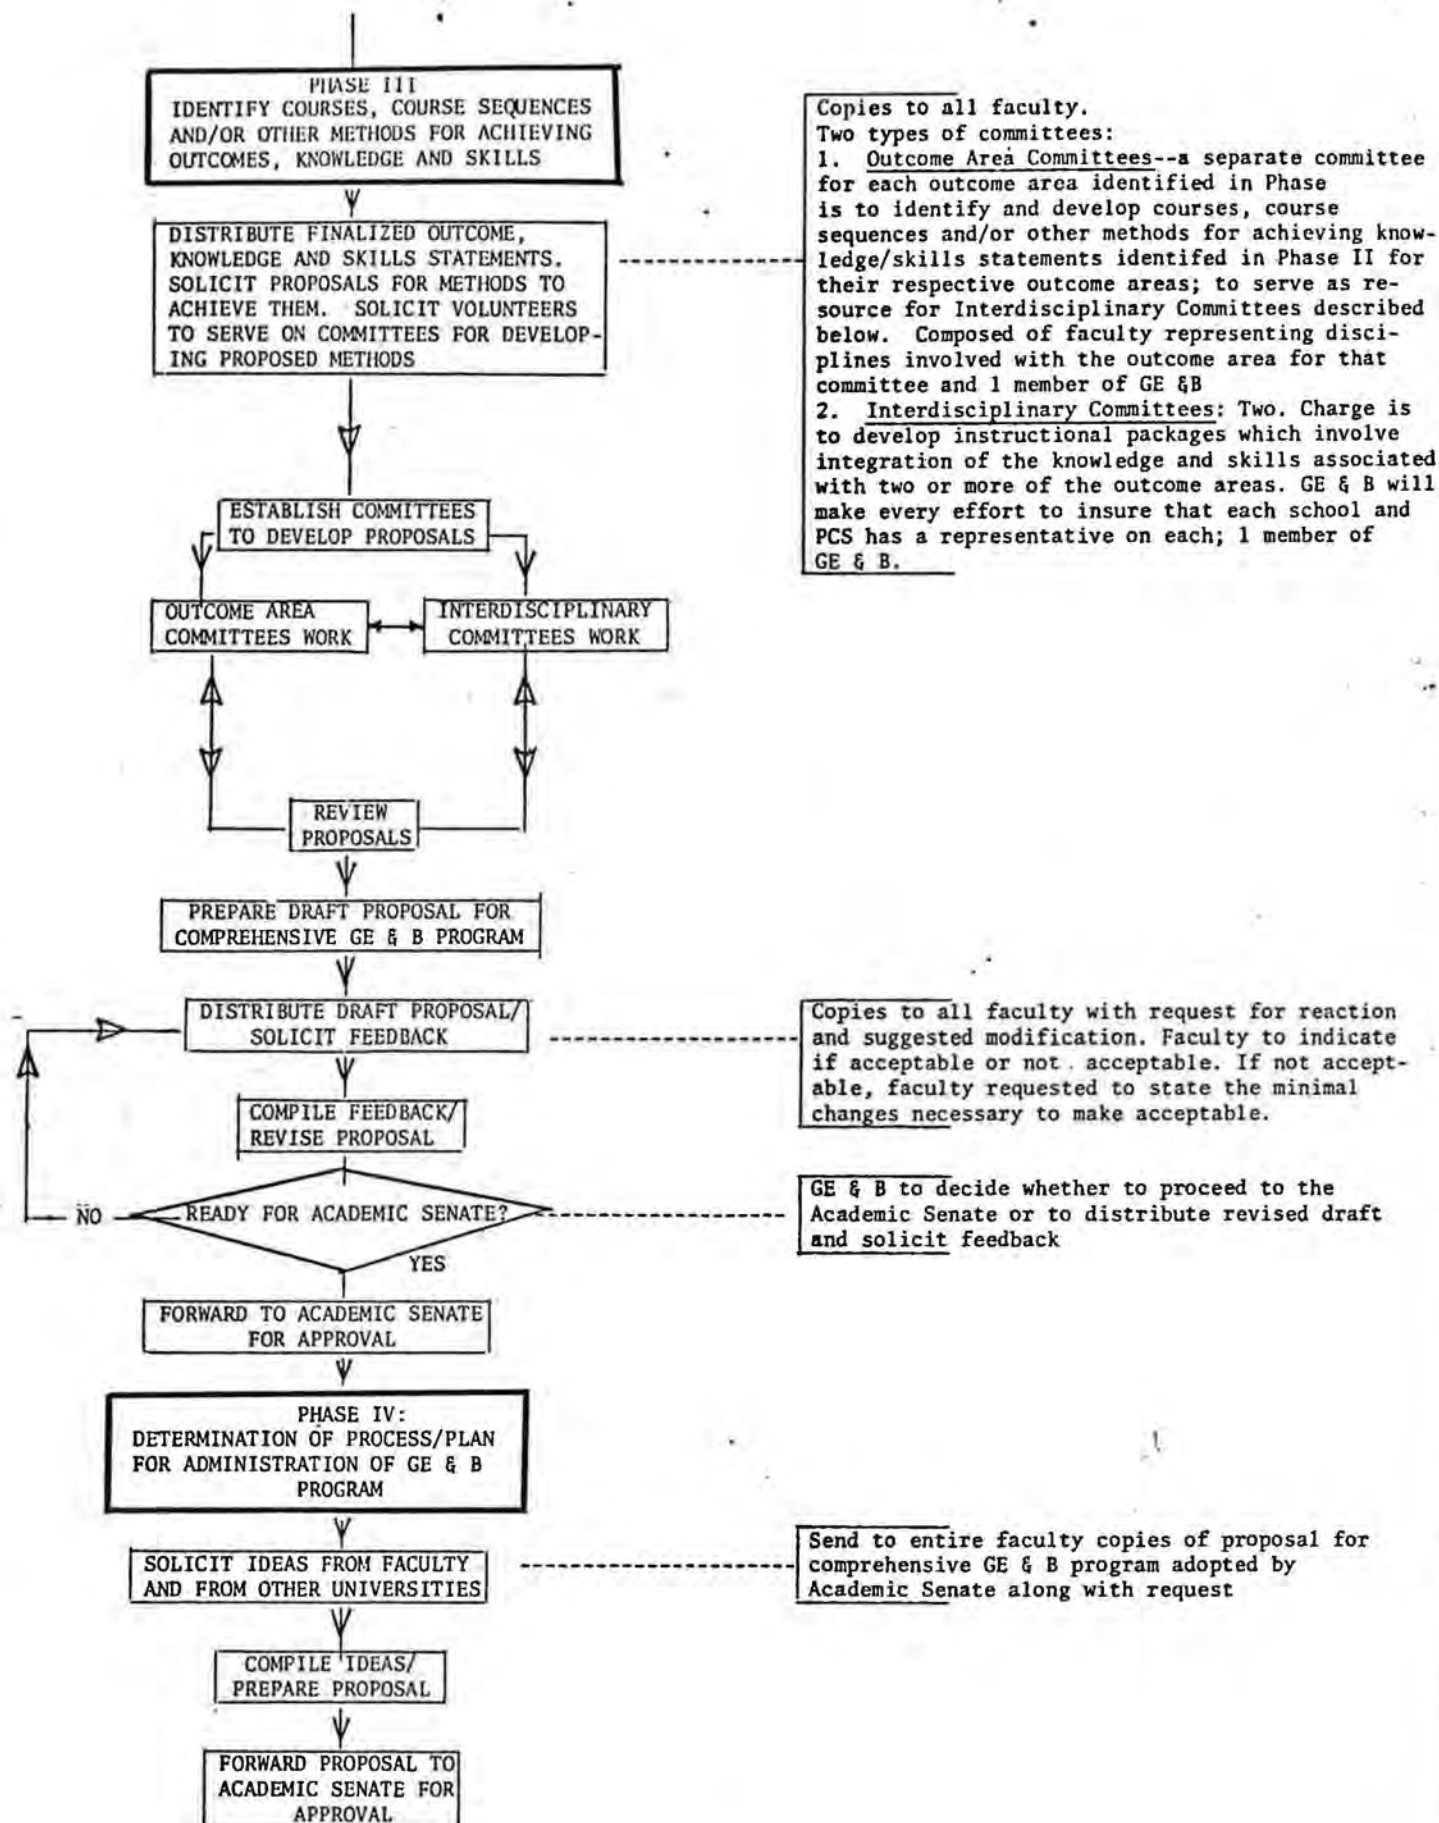 PHASE III
IDENTIFY COURSES, COURSE SEQUENCES
AND/OR OTHER METHODS FOR ACHIEVING
OUTCOMES, KNOWLEDGE AND SKILLS
DISTRIBUTE FINALIZED OUTCOME,
KNOWLEDGE AND SKILLS STATEMENTS.
SOLICIT PROPOSALS FOR METHODS TO
ACHIEVE THEM. SOLICIT VOLUNTEERS
TO SERVE ON COMMITTEES FOR DEVELOP-
ING PROPOSED METHODS
Copies to all faculty.
Two types of committees:
1. Outcome Area Committees--a separate committee
for each outcome area identified in Phase
is to identify and develop courses, course
sequences and/or other methods for achieving know-
ledge/skills statements identifed in Phase II for
their respective outcome areas; to serve as re-
source for Interdisciplinary Committees described
below. Composed of faculty representing disci-
plines involved with the outcome area for that
committee and 1 member of GE &B
2. Interdisciplinary Committees: Two. Charge is
to develop instructional packages which involve
integration of the knowledge and skills associated
with two or more of the outcome areas. GE & B will
make every effort to insure that each school and
PCS has a representative on each; 1 member of
GE & B.
ESTABLISH COMMITTEES
TO DEVELOP PROPOSALS
OUTCOME AREA
COMMITTEES WORK
INTERDISCIPLINARY
COMMITTEES WORK
REVIEW
PROPOSALS
PREPARE DRAFT PROPOSAL FOR
COMPREHENSIVE GE & B PROGRAM
DISTRIBUTE DRAFT PROPOSAL/
SOLICIT FEEDBACK
Copies to all faculty with request for reaction
and suggested modification. Faculty to indicate
if acceptable or not. acceptable. If not accept-
able, faculty requested to state the minimal
changes necessary to make acceptable.
COMPILE FEEDBACK/
REVISE PROPOSAL
NO
READY FOR ACADEMIC SENATE?
YES
GE & B to decide whether to proceed to the
Academic Senate or to distribute revised draft
and solicit feedback
FORWARD TO ACADEMIC SENATE
FOR APPROVAL
PHASE IV:
DETERMINATION OF PROCESS/PLAN
FOR ADMINISTRATION OF GE & B
PROGRAM
SOLICIT IDEAS FROM FACULTY
AND FROM OTHER UNIVERSITIES
Send to entire faculty copies of proposal for
comprehensive GE & B program adopted by
Academic Senate along with request
COMPILE IDEAS/
PREPARE PROPOSAL
FORWARD PROPOSAL TO
ACADEMIC SENATE FOR
APPROVAL